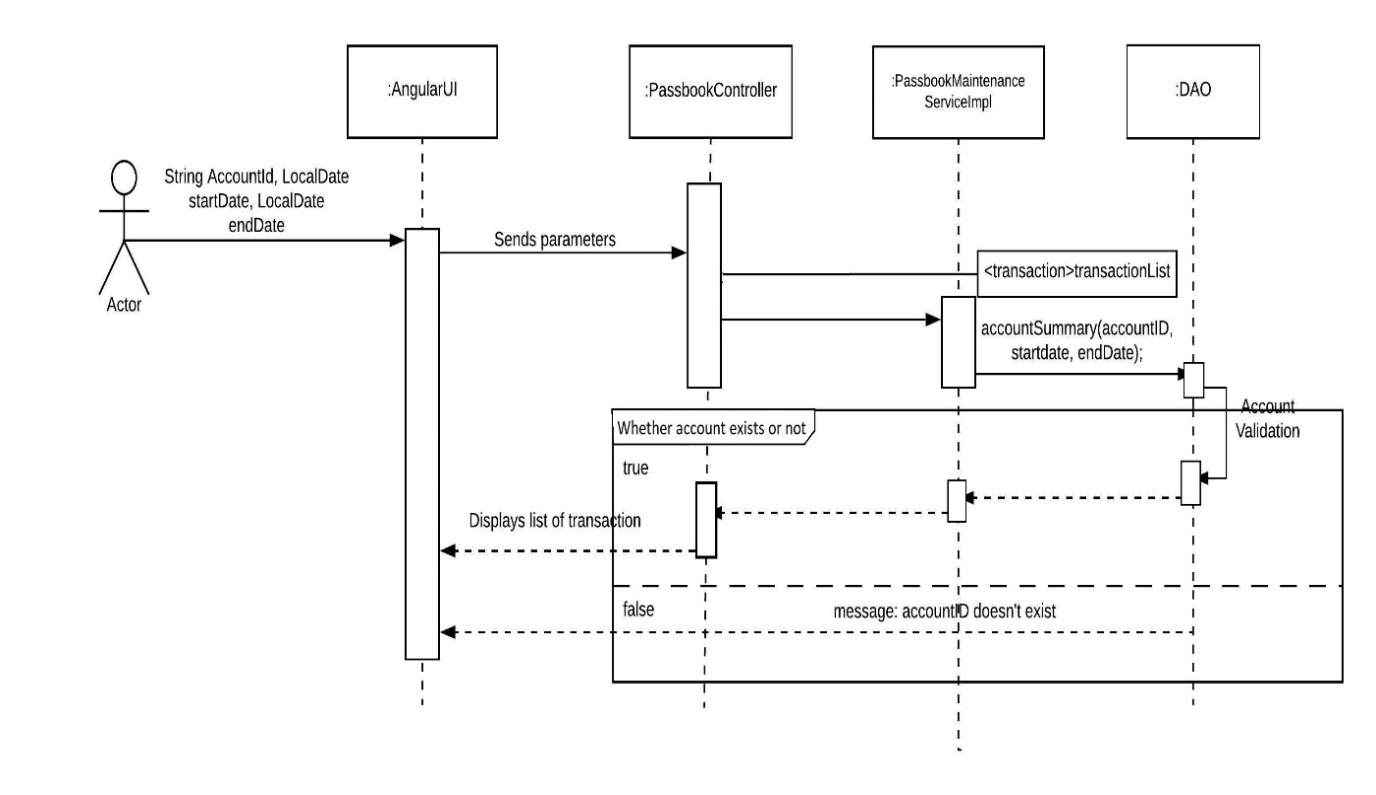 :AngularUI
:PassbookController
:PassbookMaintenance
ServiceImpl
:DAO
String AccountId, LocalDate
startDate, LocalDate
endDate
Actor
Sends parameters
<transaction>transactionList
accountSummary(accountID,
startdate, endDate);
Account
Validation
Whether account exists or not
true
Displays list of transaction
false
message: accountID doesn't exist